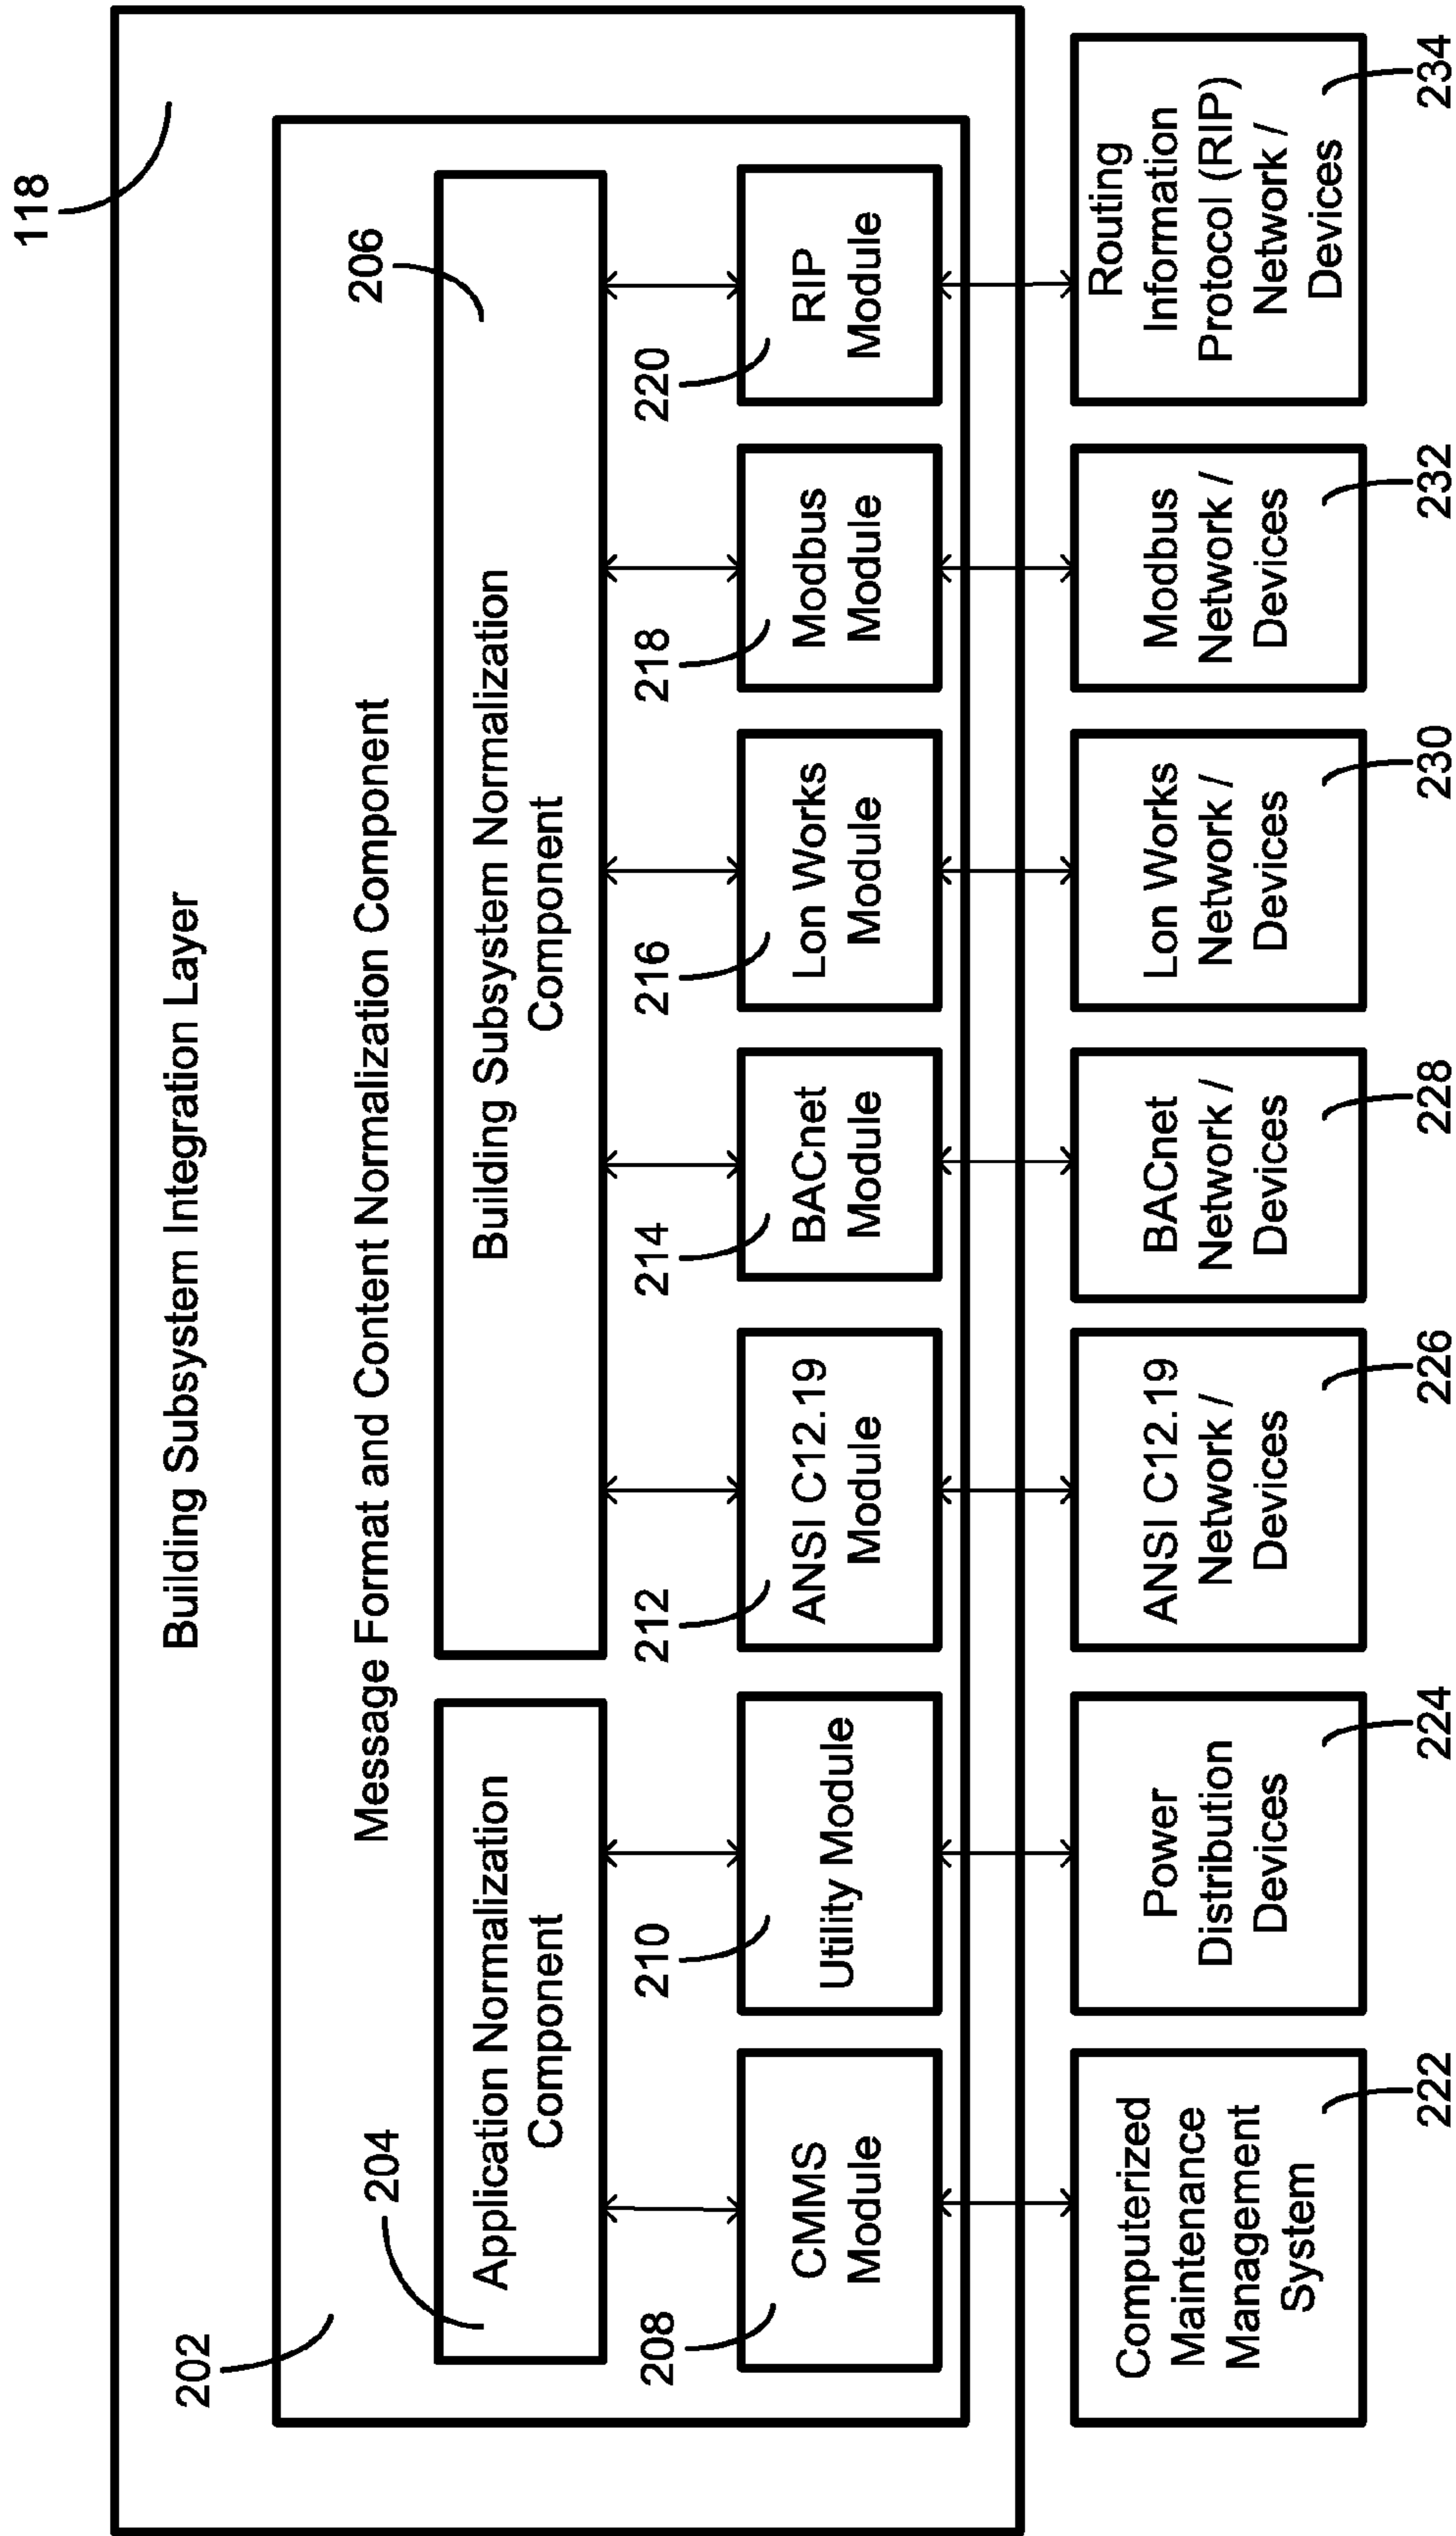 118
Building Subsystem Integration Layer
202
Message Format and Content Normalization Component
204
206
Application Normalization
Component
Building Subsystem Normalization
Component
208
210
212
214
216
218
220
CMMS
Module
Utility Module
ANSI C12.19
Module
BACnet
Module
Lon Works
Module
Modbus
Module
RIP
Module
Computerized
Maintenance
Management
System
Power
Distribution
Devices
ANSI C12.19
Network /
Devices
BACnet
Network /
Devices
Lon Works
Network /
Devices
Modbus
Network /
Devices
Routing
Information
Protocol (RIP)
Network /
Devices
222
224
226
228
230
232
234